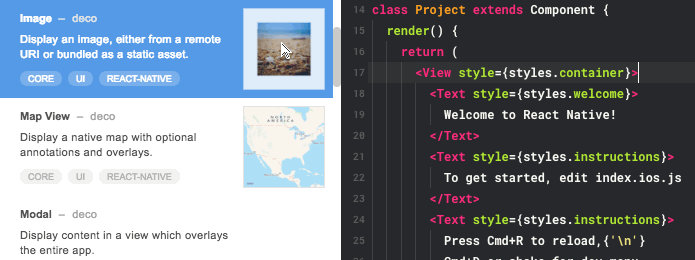 Image – deco
Display an image, either from a remote
URI or bundled as a static asset.
CORE UI REACT-NATIVE
Map View – deco
Display a native map with optional
annotations and overlays.
CORE UI REACT-NATIVE
Modal – deco
Display content in a view which overlays
the entire app.
NORTH
AMERICA
14 class Project extends Component {
15 render() {
16 return (
17 <View style={styles.container}>
18 <Text style={styles.welcome}>
19 Welcome to React Native!
20 </Text>
21 <Text style={styles.instructions}>
22 To get started, edit index.ios.js
23 </Text>
24 <Text style={styles.instructions}>
25 Press Cmd+R to reload,{'\n'}